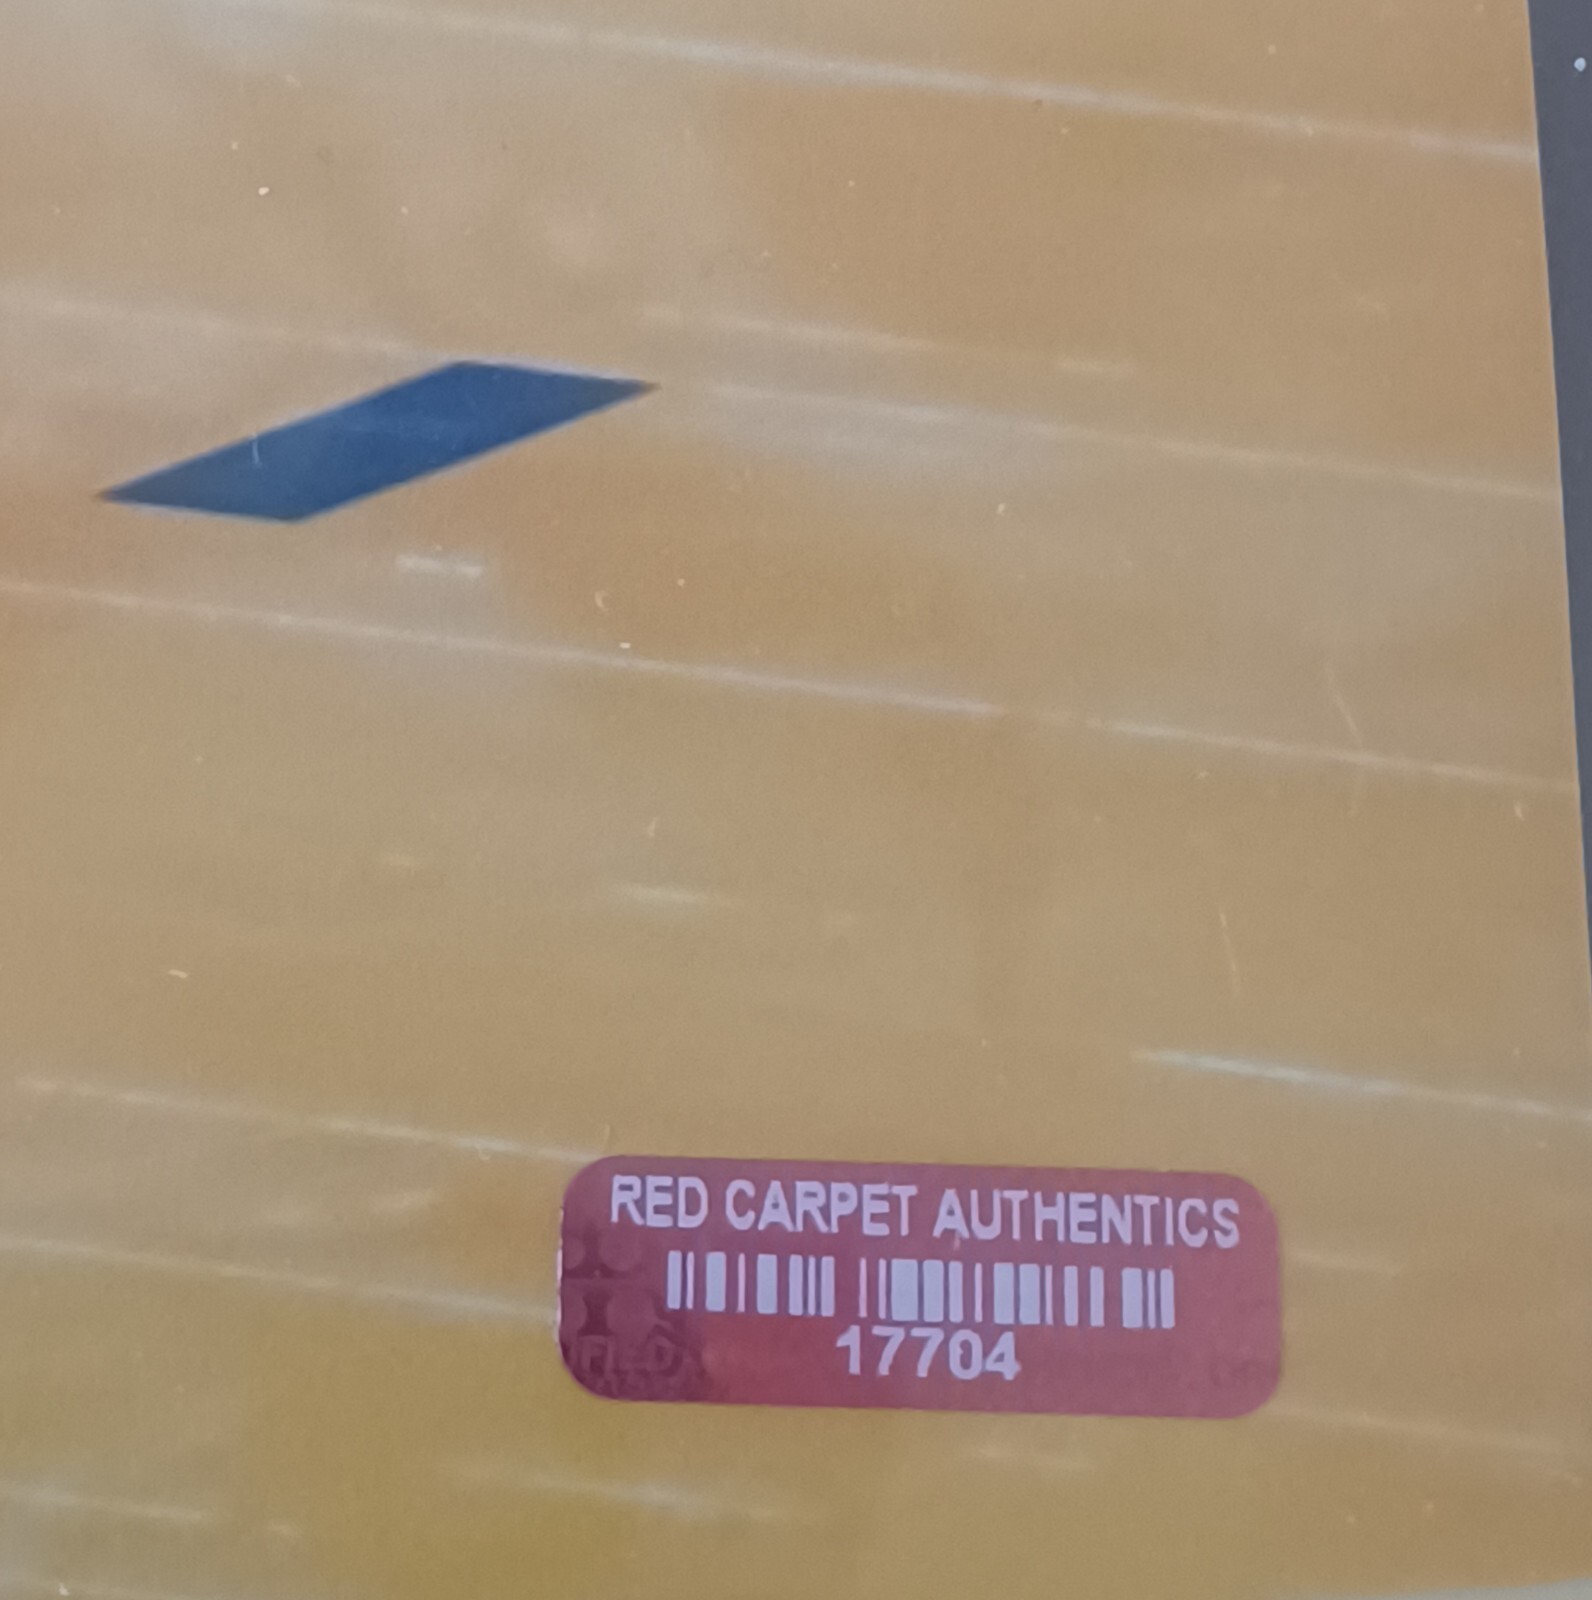 RED CARPET AUTHENTICS
17704